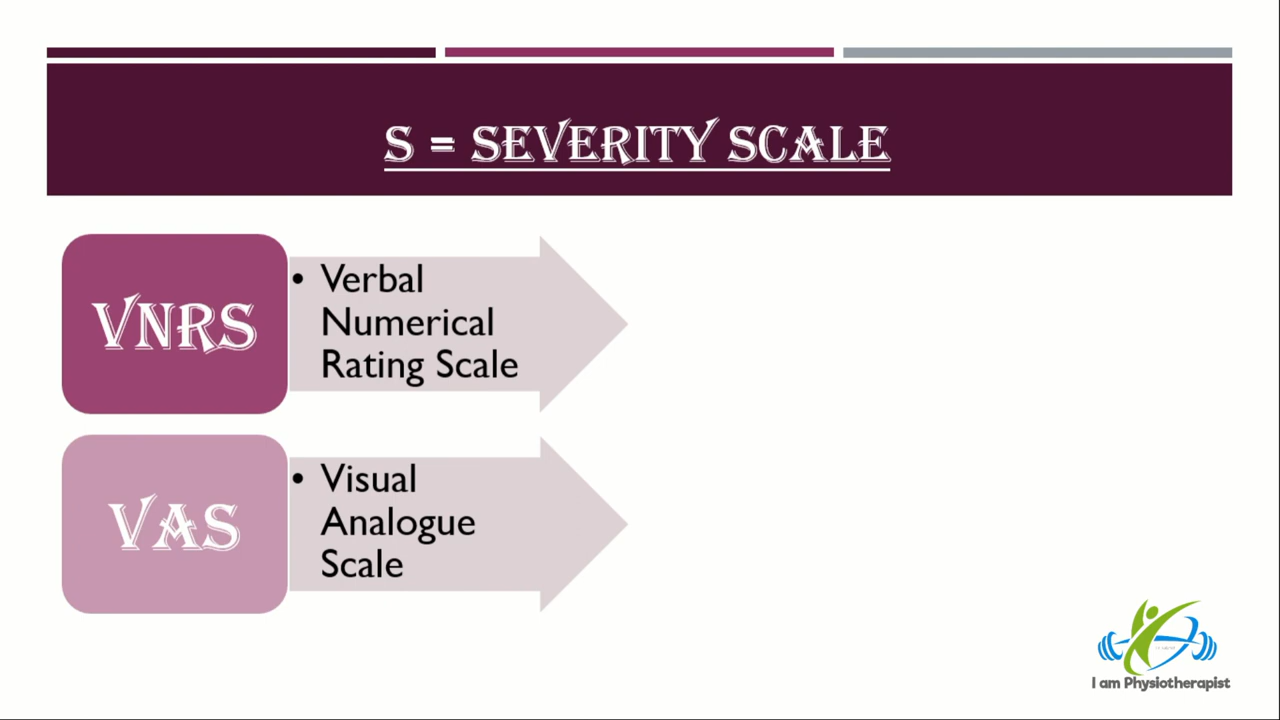 S = SEVERITY SCALE
VNRS
• Verbal
Numerical
Rating Scale
VAS
• Visual
Analogue
Scale
I am Physiotherapist